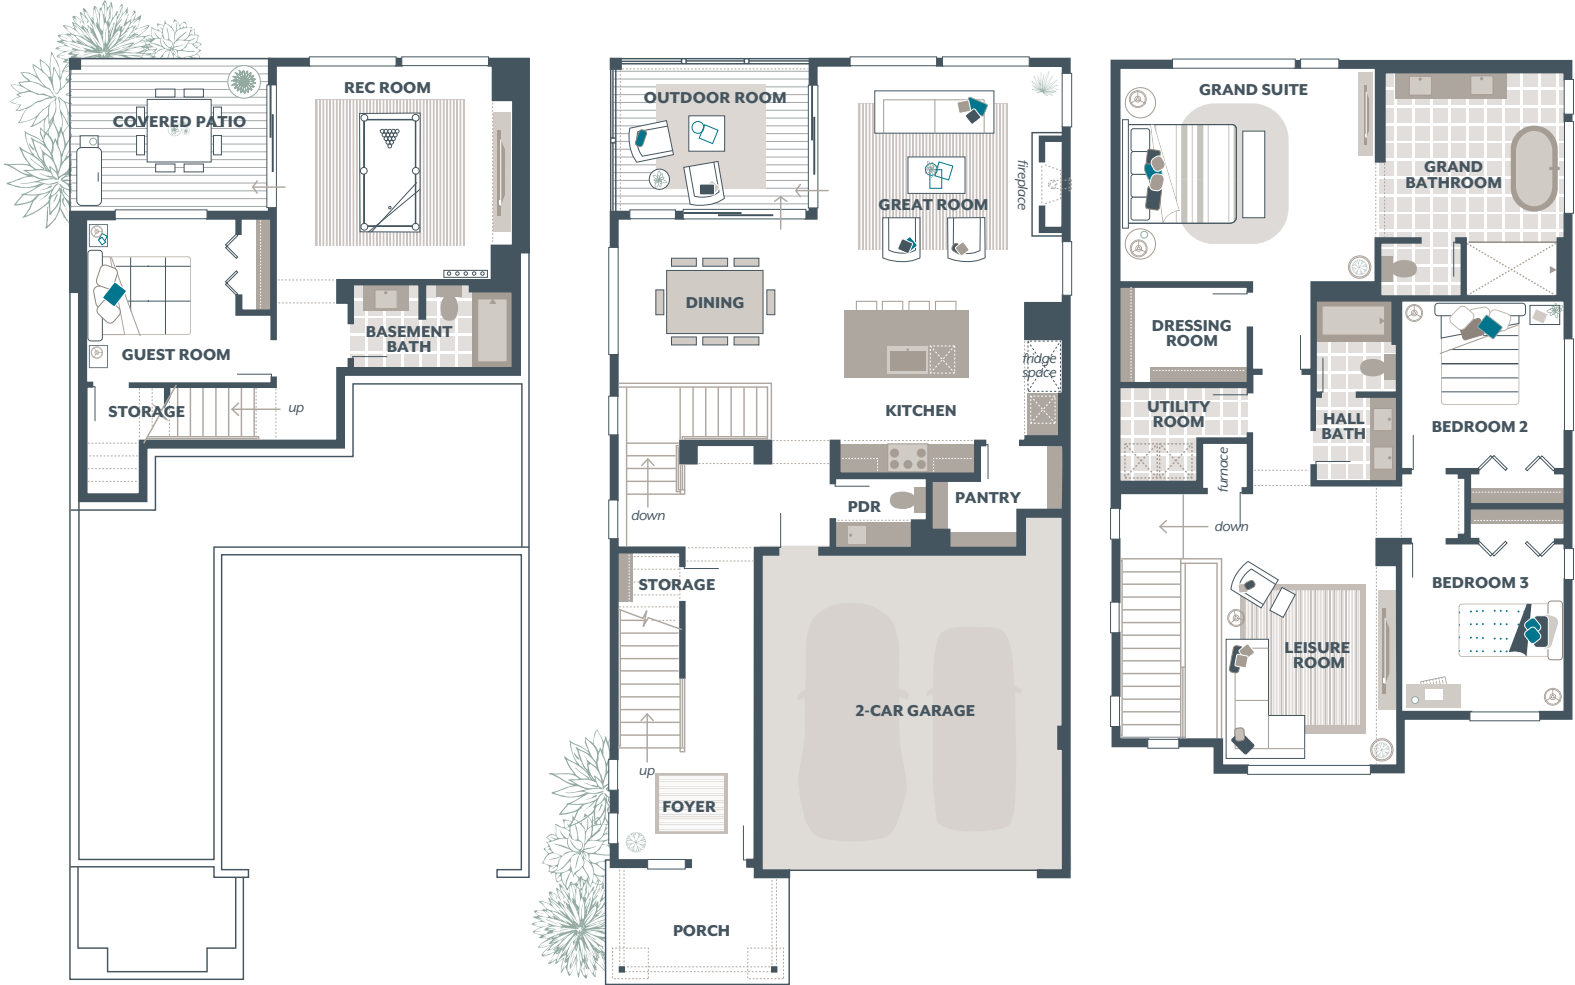 REC ROOM
COVERED PATIO
BASEMENT
BATH
GUEST ROOM
STORAGE
up
OUTDOOR ROOM
GREAT ROOM
fireplace
DINING
fridge
space
KITCHEN
PDR
PANTRY
down
STORAGE
2-CAR GARAGE
up
FOYER
PORCH
GRAND SUITE
GRAND
BATHROOM
DRESSING
ROOM
UTILITY
ROOM
HALL
BATH
BEDROOM 2
furnace
down
BEDROOM 3
LEISURE
ROOM